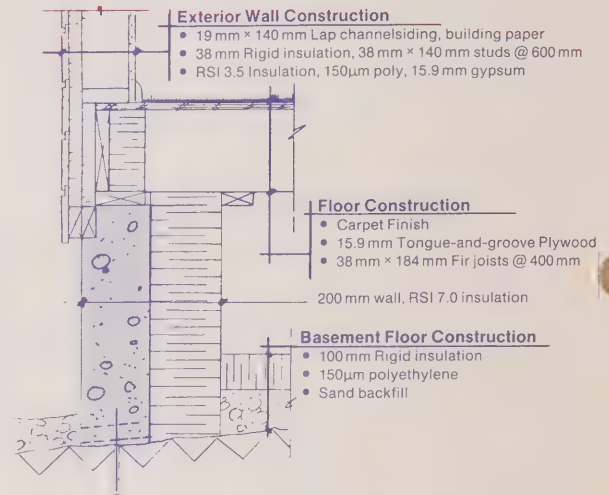 Exterior Wall Construction
• 19 mm × 140 mm Lap channelsiding, building paper
• 38 mm Rigid insulation, 38 mm × 140 mm studs @ 600 mm
• RSI 3.5 Insulation, 150μm poly, 15.9 mm gypsum
Floor Construction
• Carpet Finish
• 15.9 mm Tongue-and-groove Plywood
• 38 mm × 184 mm Fir joists @ 400 mm
200 mm wall, RSI 7.0 insulation
Basement Floor Construction
• 100 mm Rigid insulation
• 150μm polyethylene
• Sand backfill